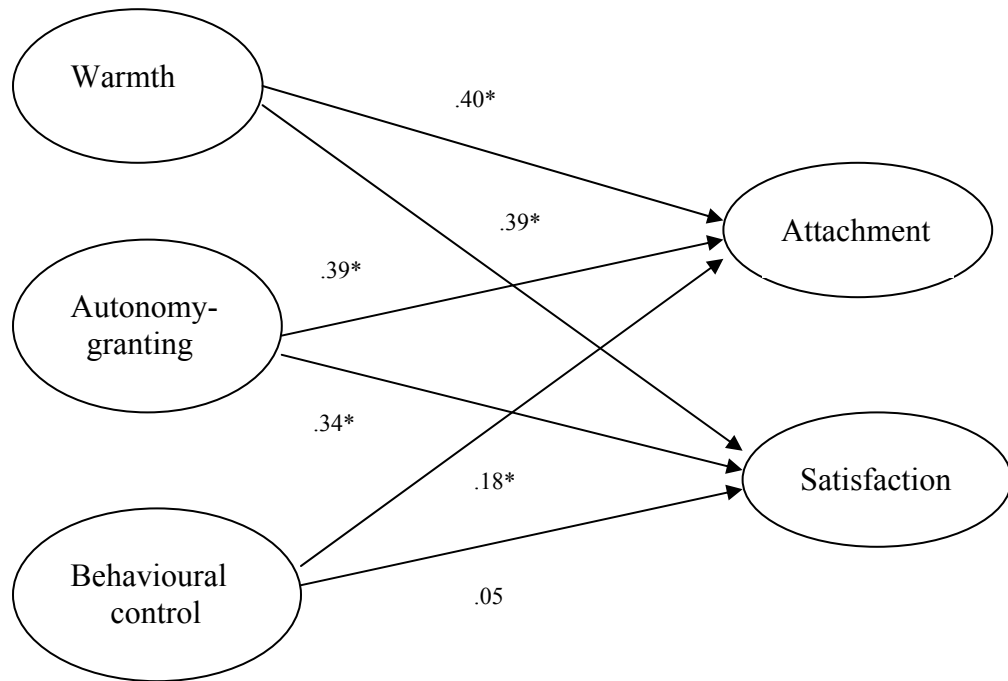 Warmth
.40*
Attachment
.39*
.39*
Autonomy-
granting
.34*
.18*
Satisfaction
Behavioural
control
.05